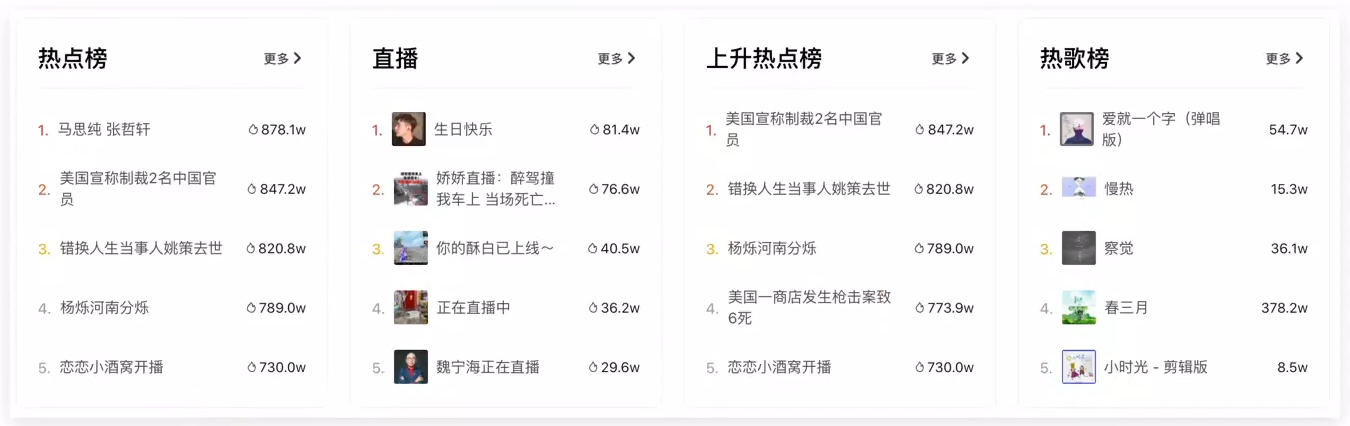 热点榜 更多
1. 马思纯 张哲轩 878.1w
2. 美国宣称制裁2名中国官
员 847.2w
3. 错换人生当事人姚策去世 820.8w
4. 杨烁河南分烁 789.0w
5. 恋恋小酒窝开播 730.0w
直播 更多
1. 生日快乐 81.4w
2. 娇娇直播：醉驾撞
我车上 当场死亡... 76.6w
3. 你的酥白已上线～ 40.5w
4. 正在直播中 36.2w
5. 魏宁海正在直播 29.6w
上升热点榜 更多
1. 美国宣称制裁2名中国官
员 847.2w
2. 错换人生当事人姚策去世 820.8w
3. 杨烁河南分烁 789.0w
4. 美国一商店发生枪击案致
6死 773.9w
5. 恋恋小酒窝开播 730.0w
热歌榜 更多
1. 爱就一个字（弹唱
版） 54.7w
2. 慢热 15.3w
3. 察觉 36.1w
4. 春三月 378.2w
5. 小时光 - 剪辑版 8.5w